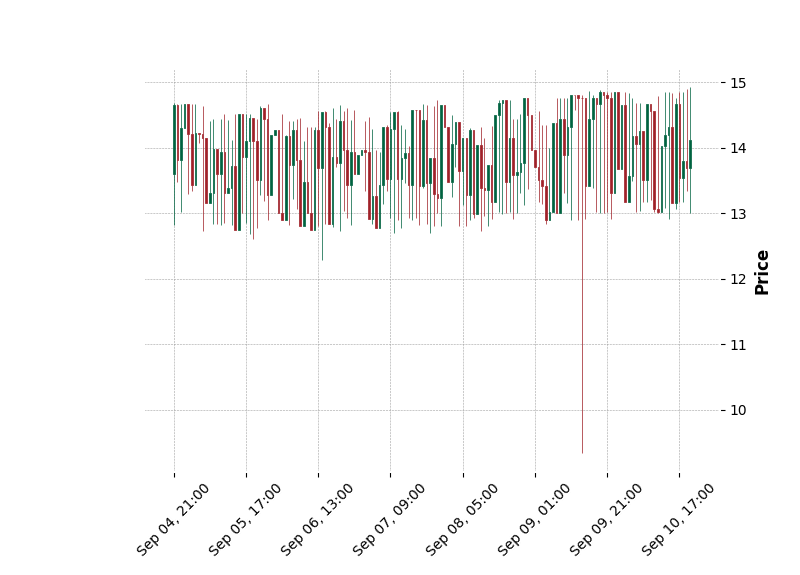 15
14
13
12
11
10
Price
Sep 04, 21:00
Sep 05, 17:00
Sep 06, 13:00
Sep 07, 09:00
Sep 08, 05:00
Sep 09, 01:00
Sep 09, 21:00
Sep 10, 17:00